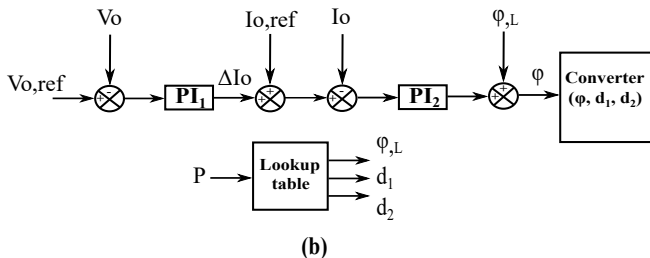 Vo Io,ref Io φ,L
Vo,ref + - PI1 ΔIo + + + - PI2 + + φ Converter
(φ, d1, d2)
P Lookup
table
φ,L
d1
d2
(b)